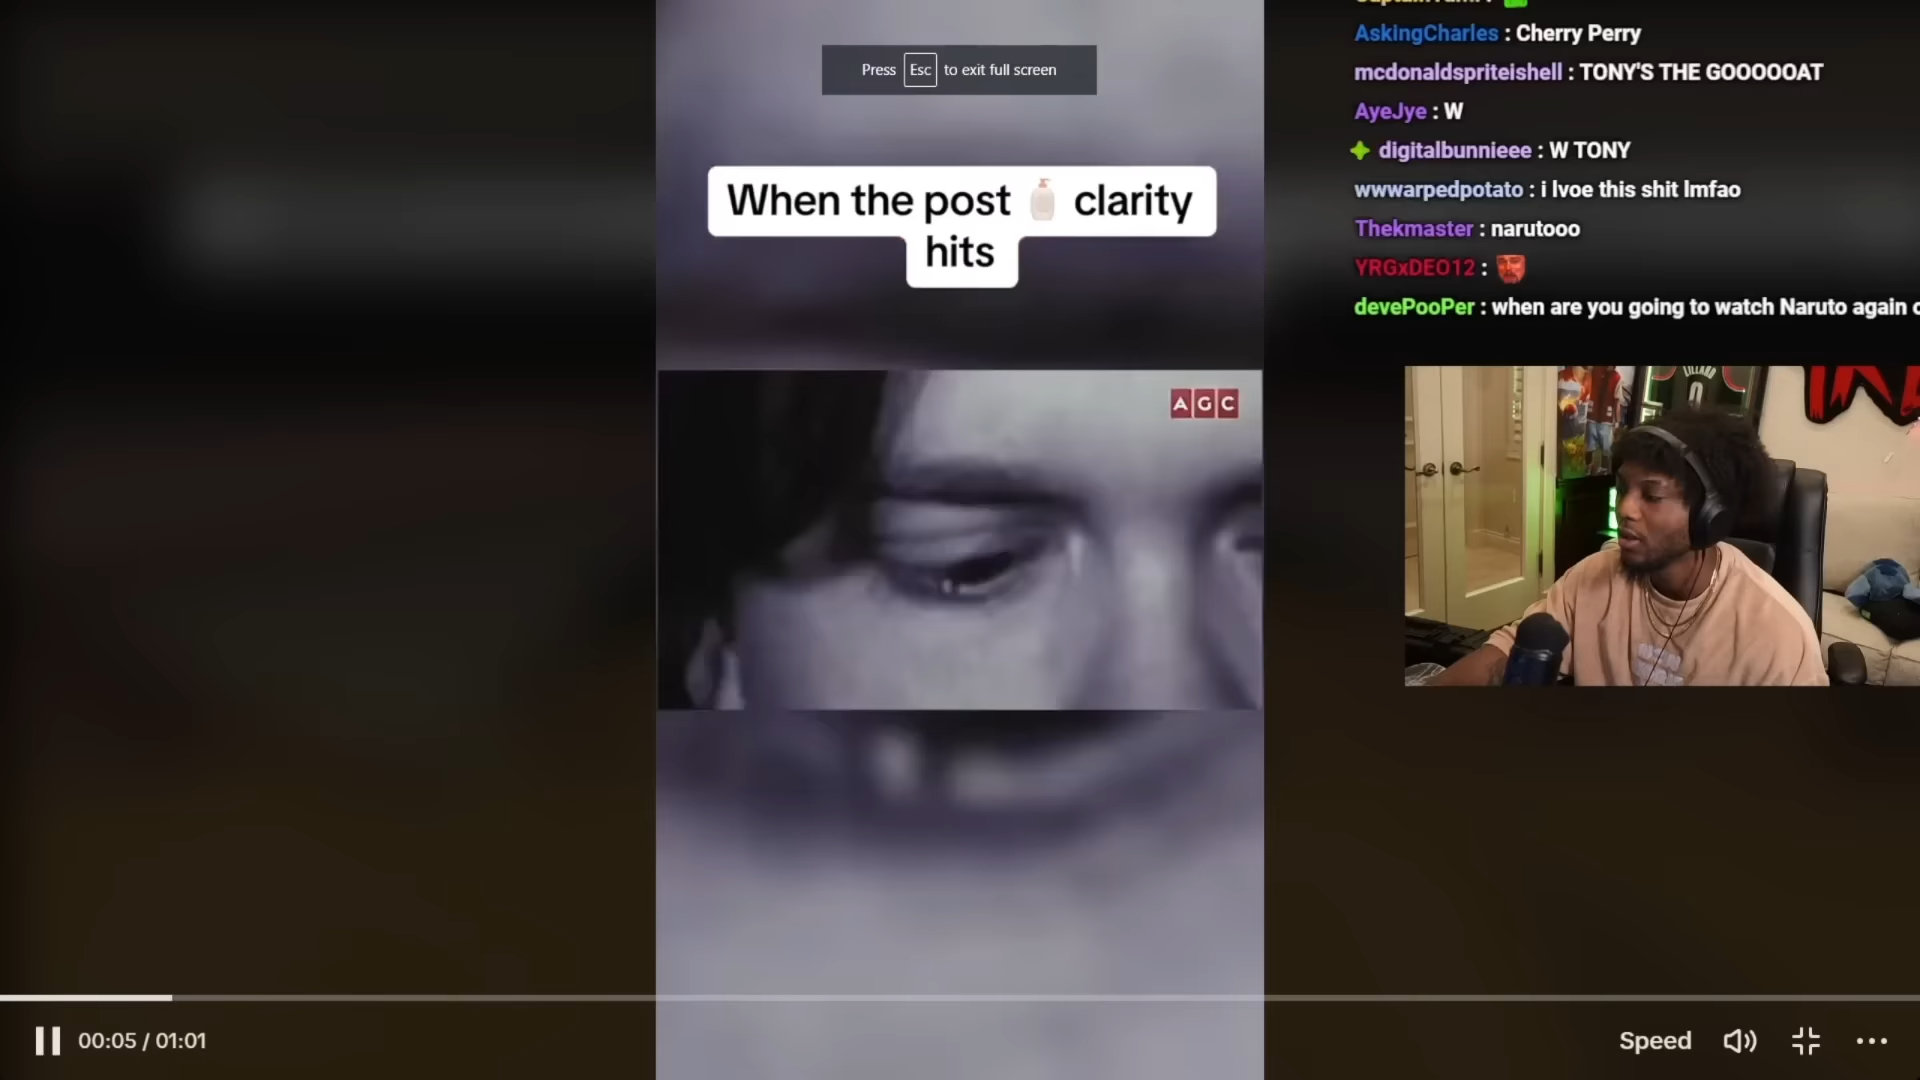 AskingCharles : Cherry Perry
Press Esc to exit full screen
mcdonaldspriteishell : TONY'S THE GOOOOOAT
AyeJye : W
digitalbunnieee : W TONY
When the post clarity
hits
wwwarpedpotato : i lvoe this shit lmfao
Thekmaster : narutooo
YRGxDEO12 :
devePooPer : when are you going to watch Naruto again
AGC
LILLARD
0
00:05 / 01:01
Speed